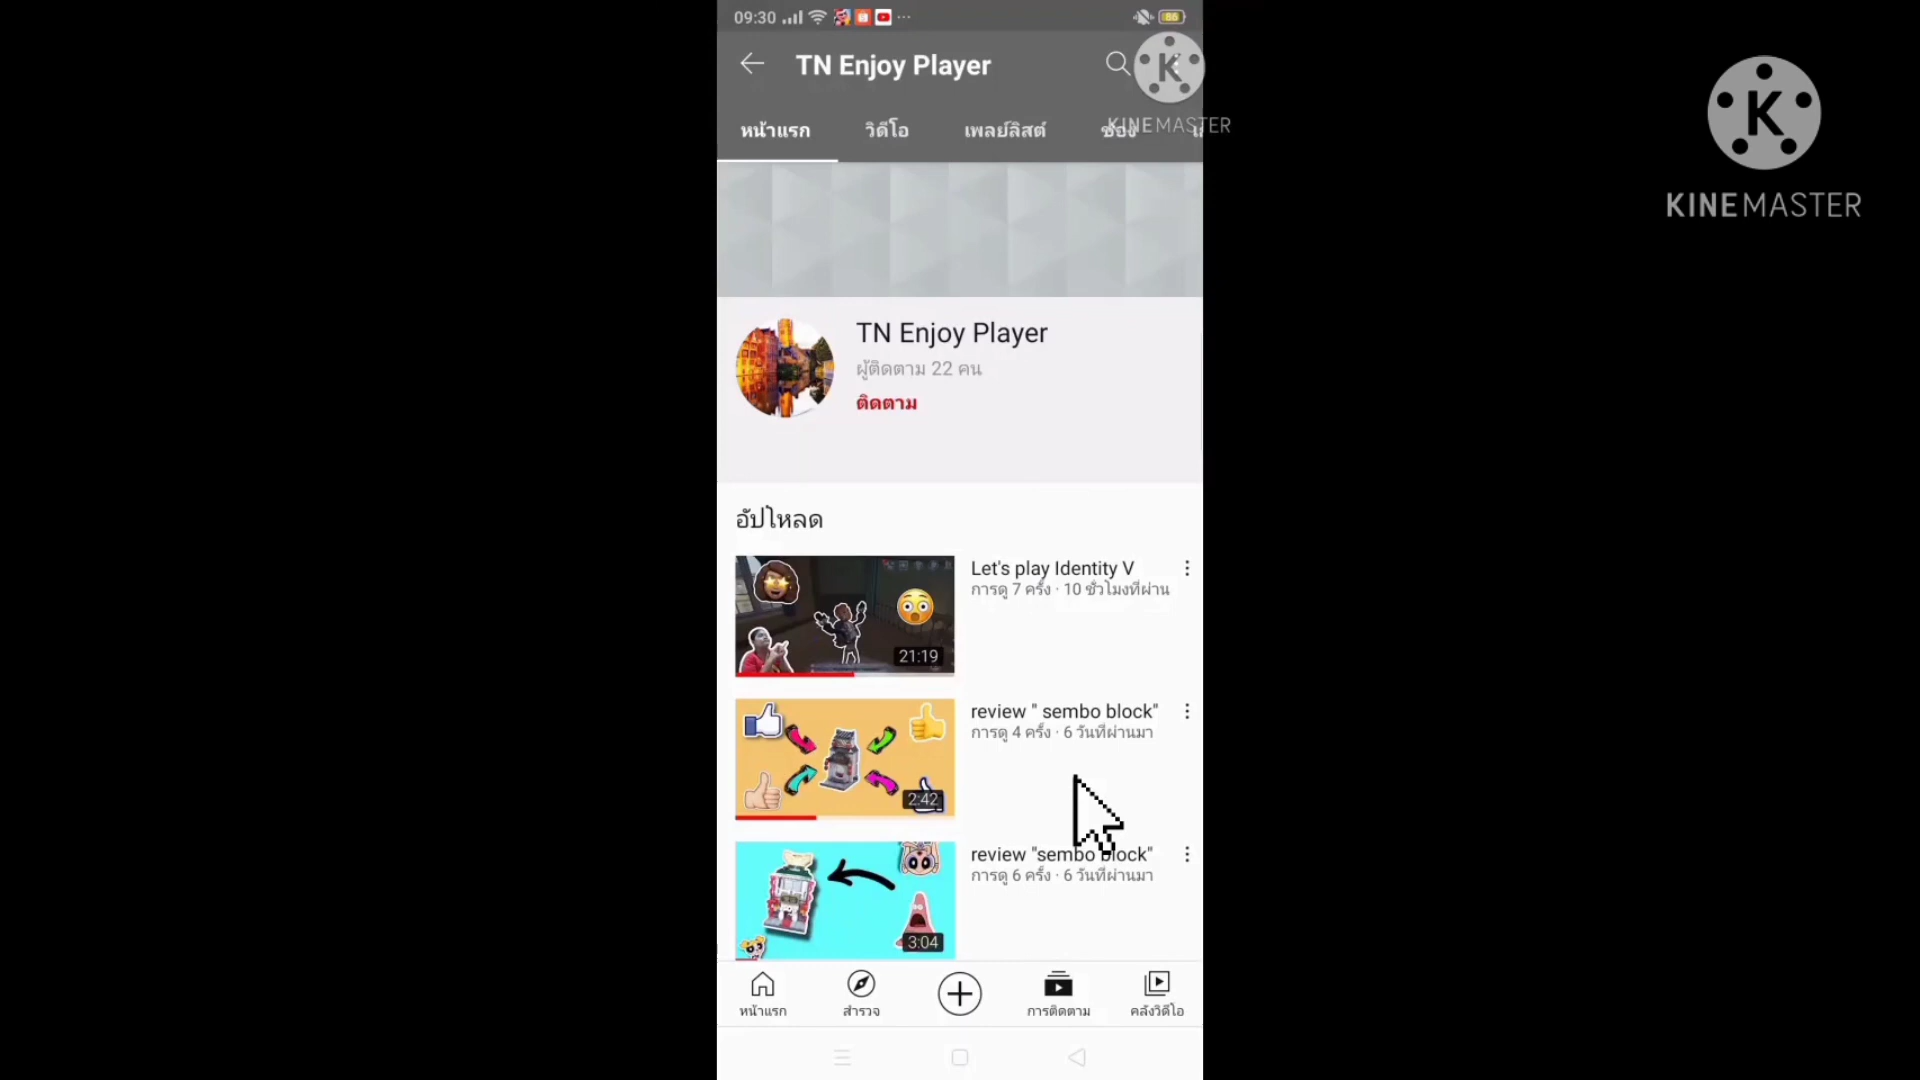 09:30
86
TN Enjoy Player
K
KINEMASTER
หน้าแรก วิดีโอ เพลย์ลิสต์ ช่อง
K
KINEMASTER
TN Enjoy Player
ผู้ติดตาม 22 คน
ติดตาม
อัปโหลด
Let's play Identity V
การดู 7 ครั้ง · 10 ชั่วโมงที่ผ่าน
21:19
review " sembo block"
การดู 4 ครั้ง · 6 วันที่ผ่านมา
2:42
review "sembo block"
การดู 6 ครั้ง · 6 วันที่ผ่านมา
3:04
หน้าแรก สำรวจ การติดตาม คลังวิดีโอ